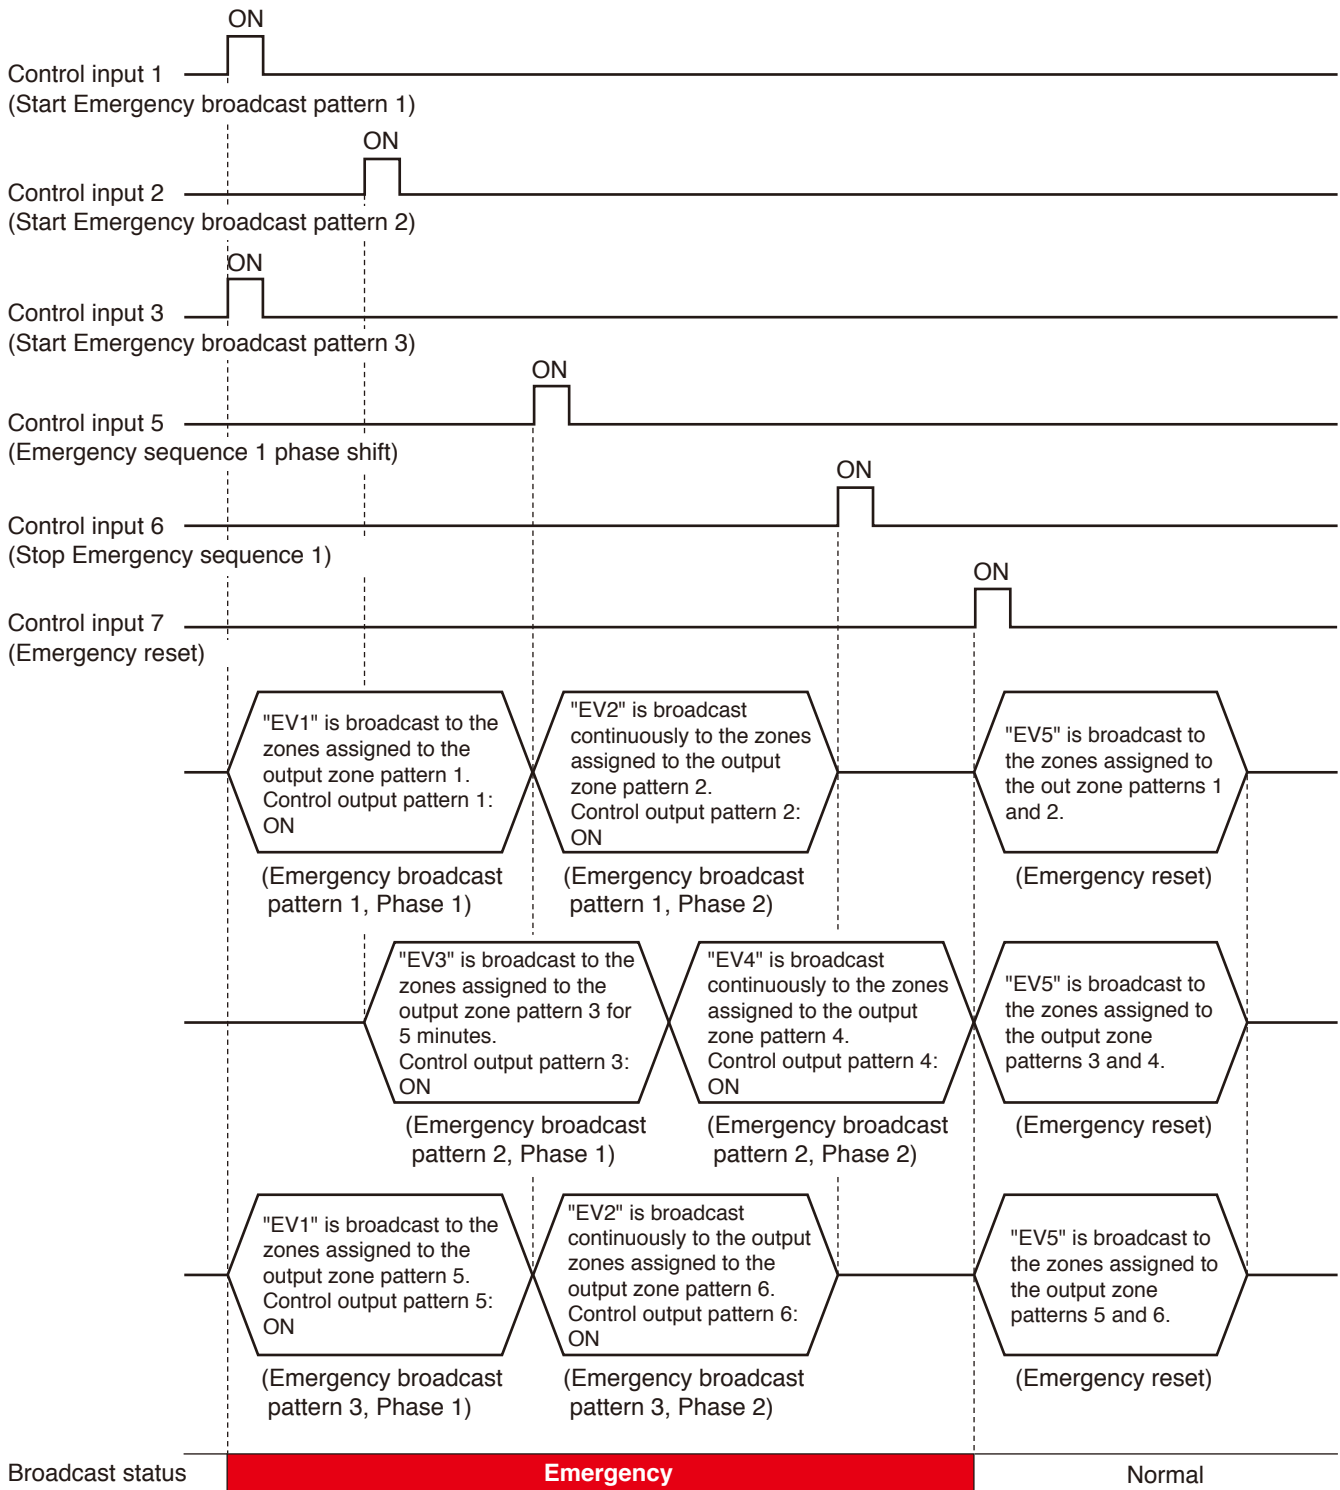 ON
Control input 1
(Start Emergency broadcast pattern 1)
ON
Control input 2
(Start Emergency broadcast pattern 2)
ON
Control input 3
(Start Emergency broadcast pattern 3)
ON
Control input 5
(Emergency sequence 1 phase shift)
ON
Control input 6
(Stop Emergency sequence 1)
ON
Control input 7
(Emergency reset)
"EV1" is broadcast to the
zones assigned to the
output zone pattern 1.
Control output pattern 1:
ON
(Emergency broadcast
pattern 1, Phase 1)
"EV2" is broadcast
continuously to the zones
assigned to the output
zone pattern 2.
Control output pattern 2:
ON
(Emergency broadcast
pattern 1, Phase 2)
"EV5" is broadcast to
the zones assigned to
the out zone patterns 1
and 2.
(Emergency reset)
"EV3" is broadcast to the
zones assigned to the
output zone pattern 3 for
5 minutes.
Control output pattern 3:
ON
(Emergency broadcast
pattern 2, Phase 1)
"EV4" is broadcast
continuously to the zones
assigned to the output
zone pattern 4.
Control output pattern 4:
ON
(Emergency broadcast
pattern 2, Phase 2)
"EV5" is broadcast to
the zones assigned to
the output zone
patterns 3 and 4.
(Emergency reset)
"EV1" is broadcast to the
zones assigned to the
output zone pattern 5.
Control output pattern 5:
ON
(Emergency broadcast
pattern 3, Phase 1)
"EV2" is broadcast
continuously to the output
zones assigned to the
output zone pattern 6.
Control output pattern 6:
ON
(Emergency broadcast
pattern 3, Phase 2)
"EV5" is broadcast to
the zones assigned to
the output zone
patterns 5 and 6.
(Emergency reset)
Broadcast status
Emergency
Normal